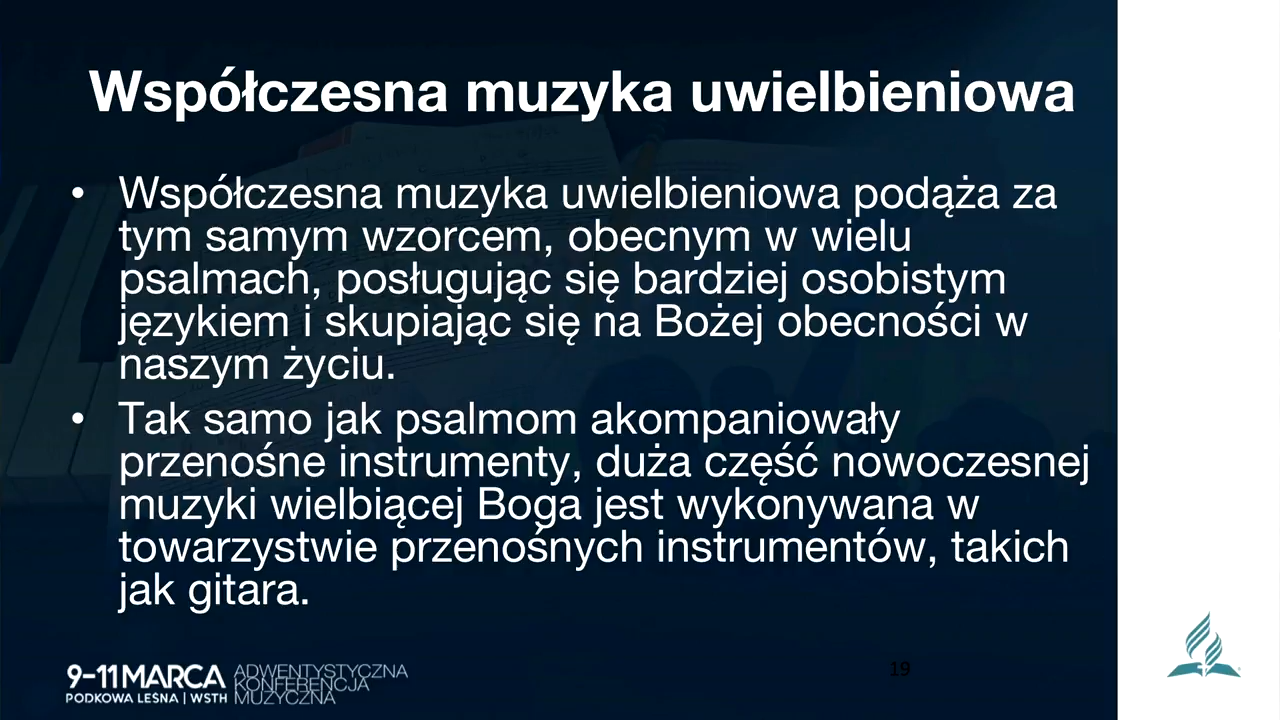 Współczesna muzyka uwielbieniowa
• Współczesna muzyka uwielbieniowa podąża za
tym samym wzorcem, obecnym w wielu
psalmach, posługując się bardziej osobistym
językiem i skupiając się na Bożej obecności w
naszym życiu.
• Tak samo jak psalmom akompaniowały
przenośne instrumenty, duża część nowoczesnej
muzyki wielbiącej Boga jest wykonywana w
towarzystwie przenośnych instrumentów, takich
jak gitara.
9-11 MARCA
PODKOWA LEŚNA | WSTH
ADWENTYSTYCZNA
KONFERENCJA
MUZYCZNA
19